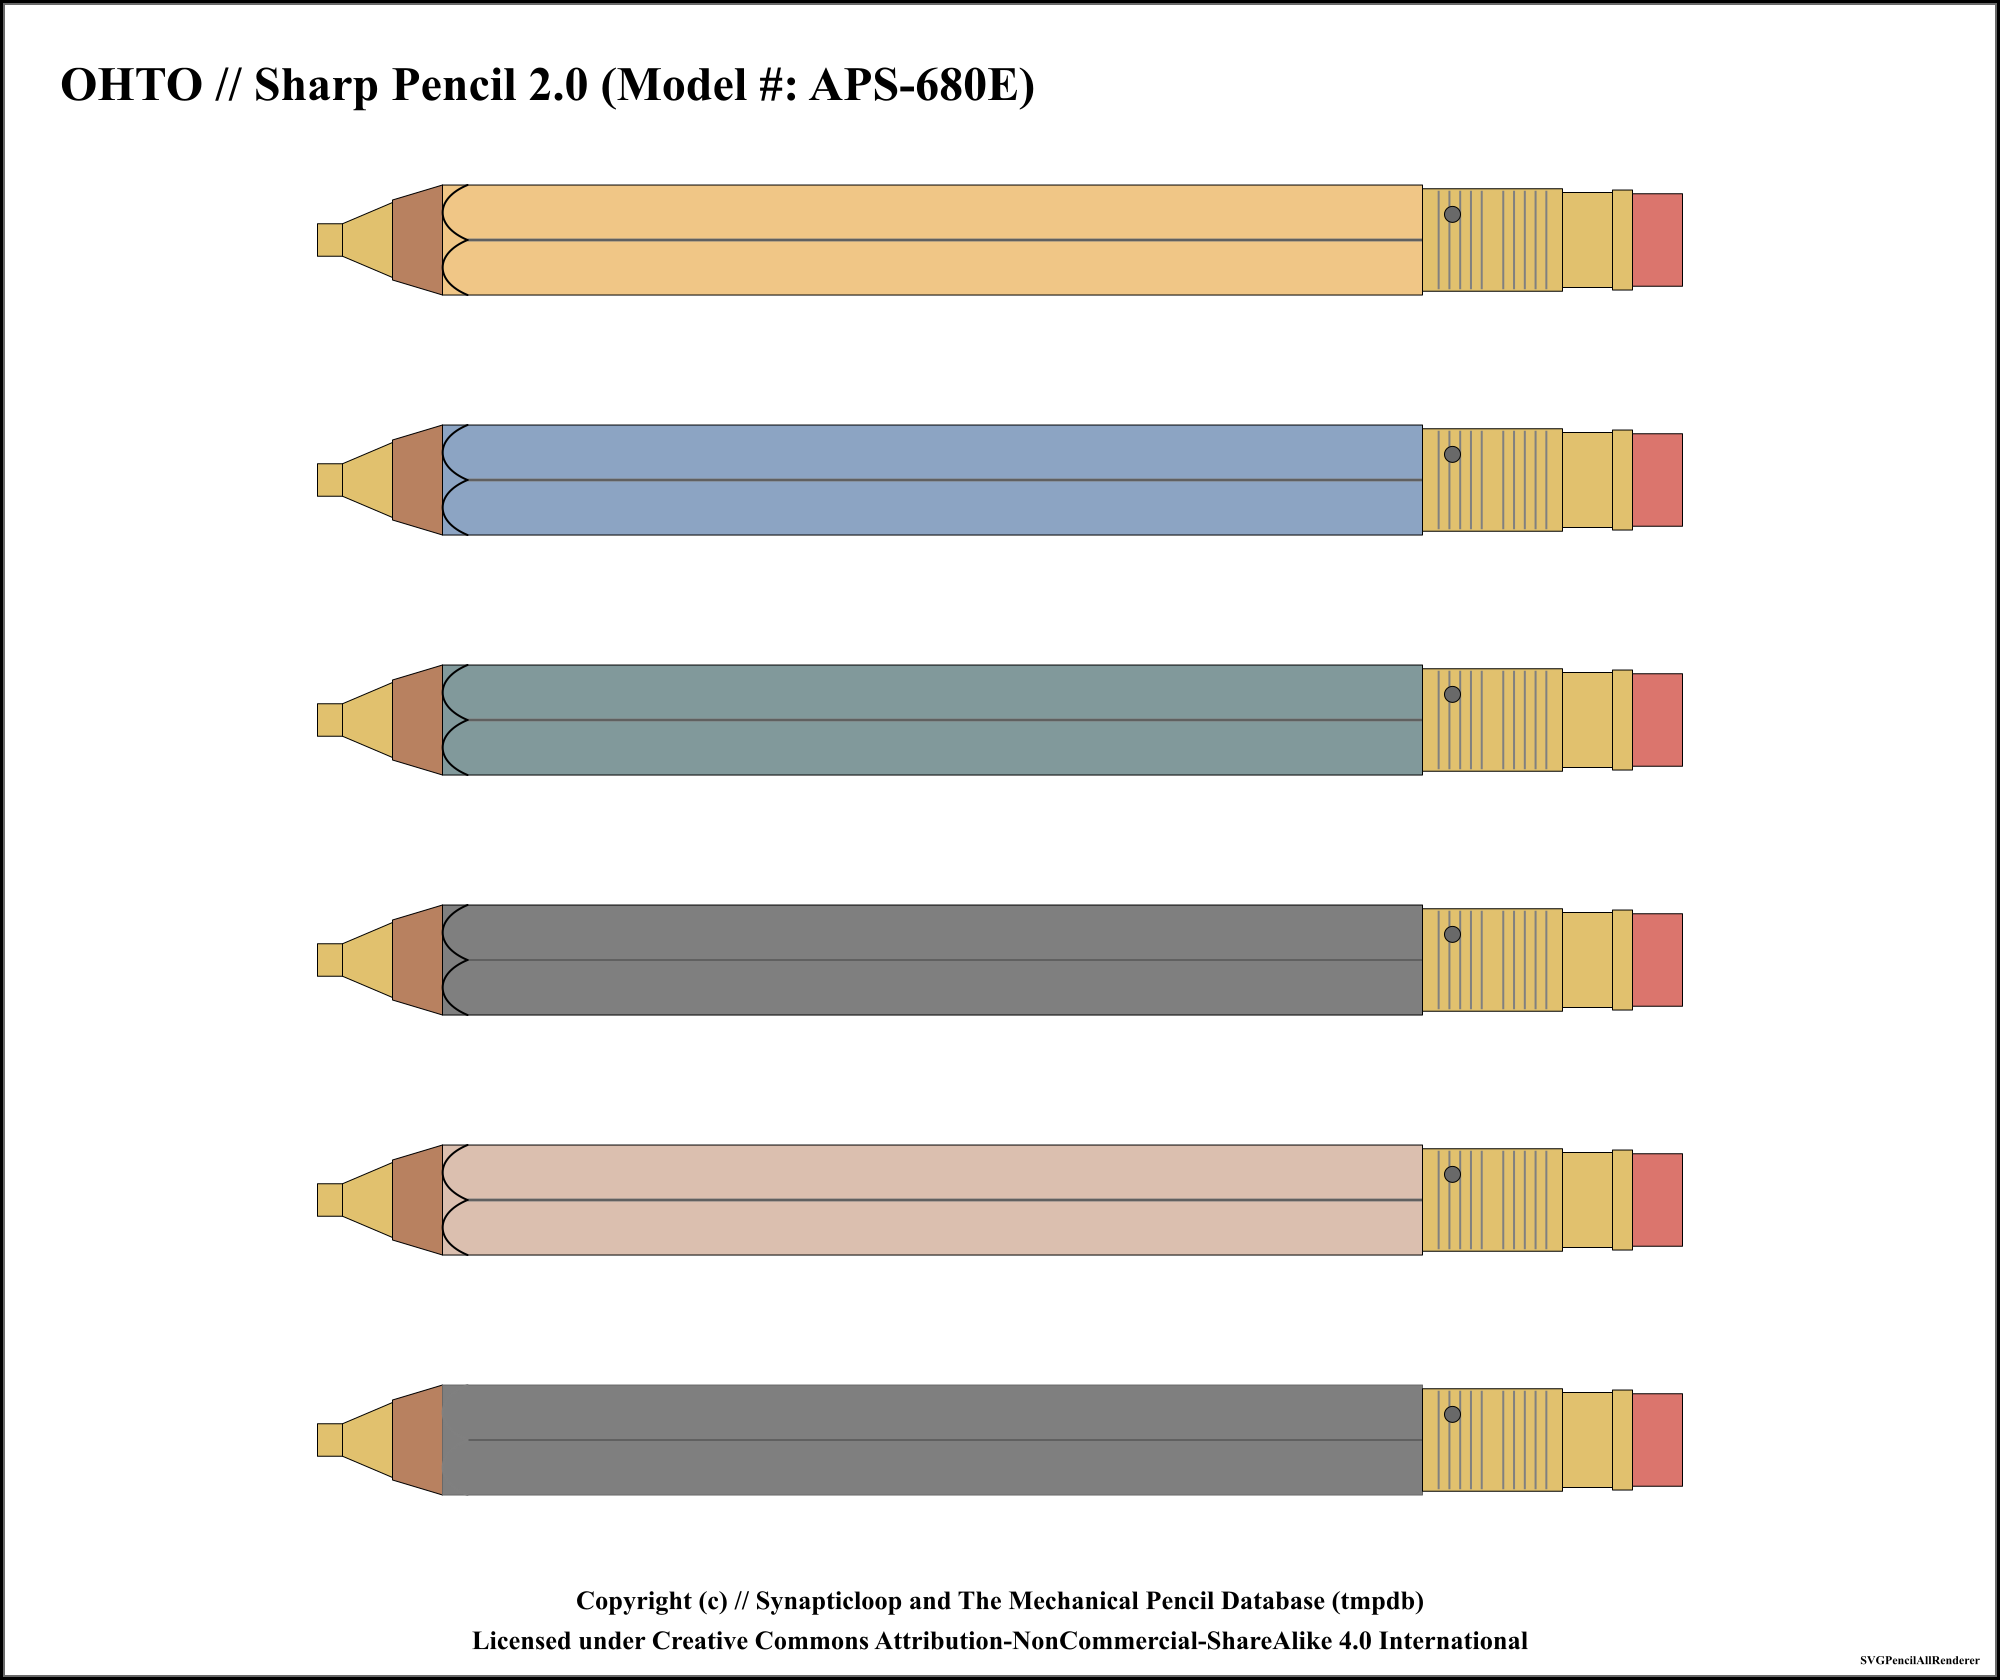 OHTO // Sharp Pencil 2.0 (Model #: APS-680E)
Copyright (c) // Synapticloop and The Mechanical Pencil Database (tmpdb)
Licensed under Creative Commons Attribution-NonCommercial-ShareAlike 4.0 International
SVGPencilAllRenderer